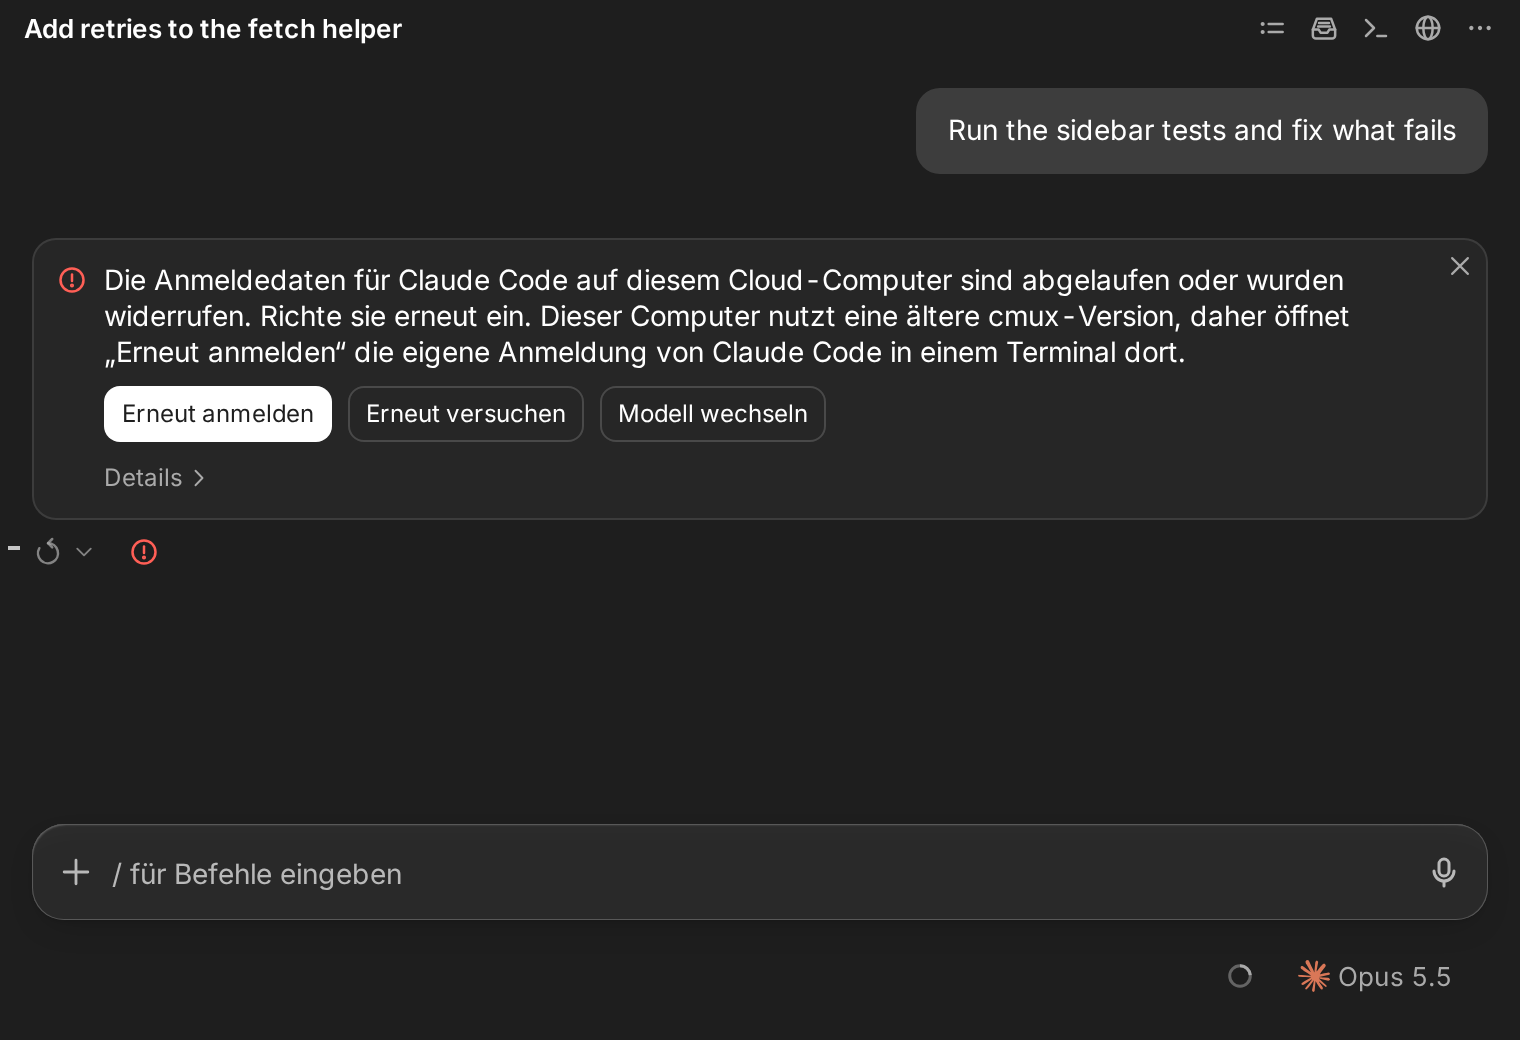 Add retries to the fetch helper
Run the sidebar tests and fix what fails
Die Anmeldedaten für Claude Code auf diesem Cloud-Computer sind abgelaufen oder wurden
widerrufen. Richte sie erneut ein. Dieser Computer nutzt eine ältere cmux-Version, daher öffnet
„Erneut anmelden“ die eigene Anmeldung von Claude Code in einem Terminal dort.
Erneut anmelden
Erneut versuchen
Modell wechseln
Details
/ für Befehle eingeben
Opus 5.5